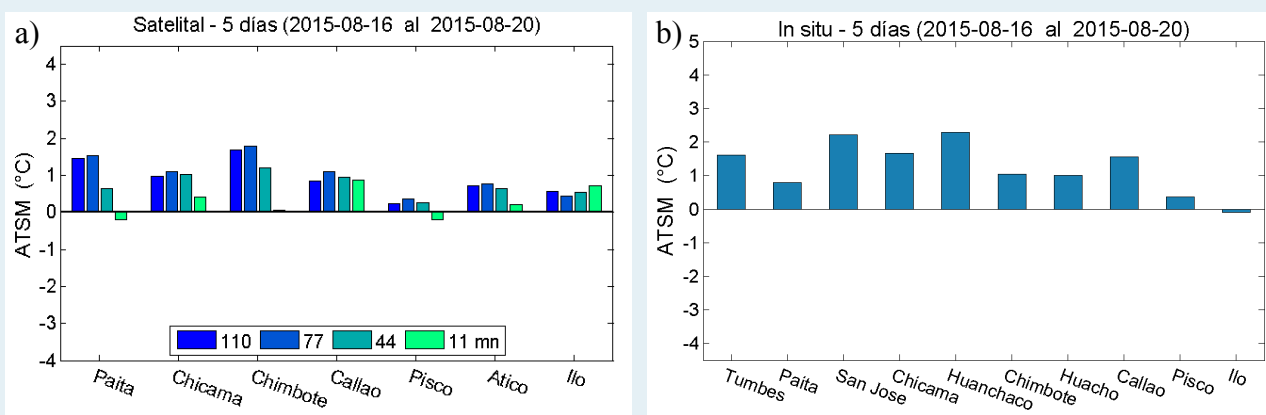 a)
Satelital - 5 días (2015-08-16 al 2015-08-20)
ATSM (°C)
4
3
2
1
0
-1
-2
-3
-4
110
77
44
11 mn
Paita
Chicama
Chimbote
Callao
Pisco
Atico
Ilo
b)
In situ - 5 días (2015-08-16 al 2015-08-20)
ATSM (°C)
5
4
3
2
1
0
-1
-2
-3
-4
Tumbes
Paita
San Jose
Chicama
Huanchaco
Chimbote
Huacho
Callao
Pisco
Ilo